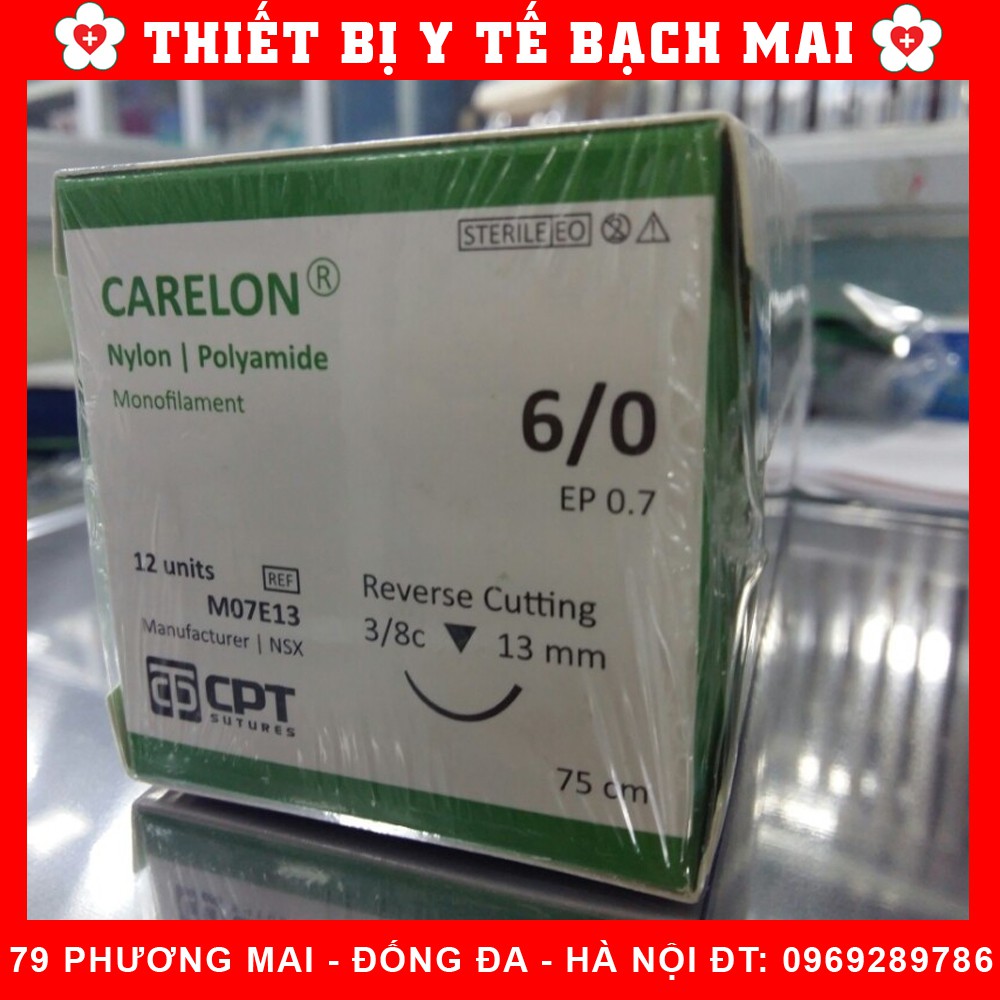 THIẾT BỊ Y TẾ BẠCH MAI
STERILE EO
CARELON®
Nylon | Polyamide
Monofilament
6/0
EP 0.7
12 units
REF
M07E13
Manufacturer | NSX
CPT
SUTURES
Reverse Cutting
3/8c ▼ 13 mm
75 cm
79 PHƯƠNG MAI - ĐỐNG ĐA - HÀ NỘI ĐT: 0969289786